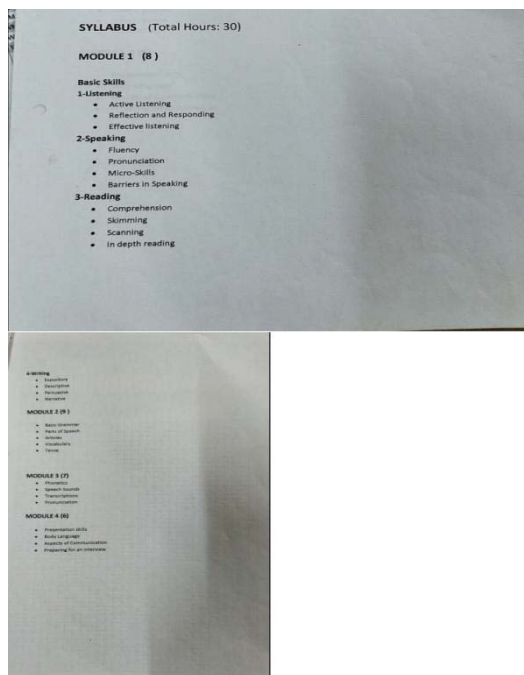 SYLLABUS (Total Hours: 30)
MODULE 1 (8 )
Basic Skills
1-Listening
• Active Listening
• Reflection and Responding
• Effective listening
2-Speaking
• Fluency
• Pronunciation
• Micro-Skills
• Barriers in Speaking
3-Reading
• Comprehension
• Skimming
• Scanning
• In depth reading
4-Writing
• Expository
• Descriptive
• Persuasive
• Narrative
MODULE 2 (9 )
• Basic Grammar
• Parts of Speech
• Articles
• Vocabulary
• Tense
MODULE 3 (7)
• Phonetics
• Speech Sounds
• Transcriptions
• Pronunciation
MODULE 4 (6)
• Presentation skills
• Body Language
• Aspects of Communication
• Preparing for an interview